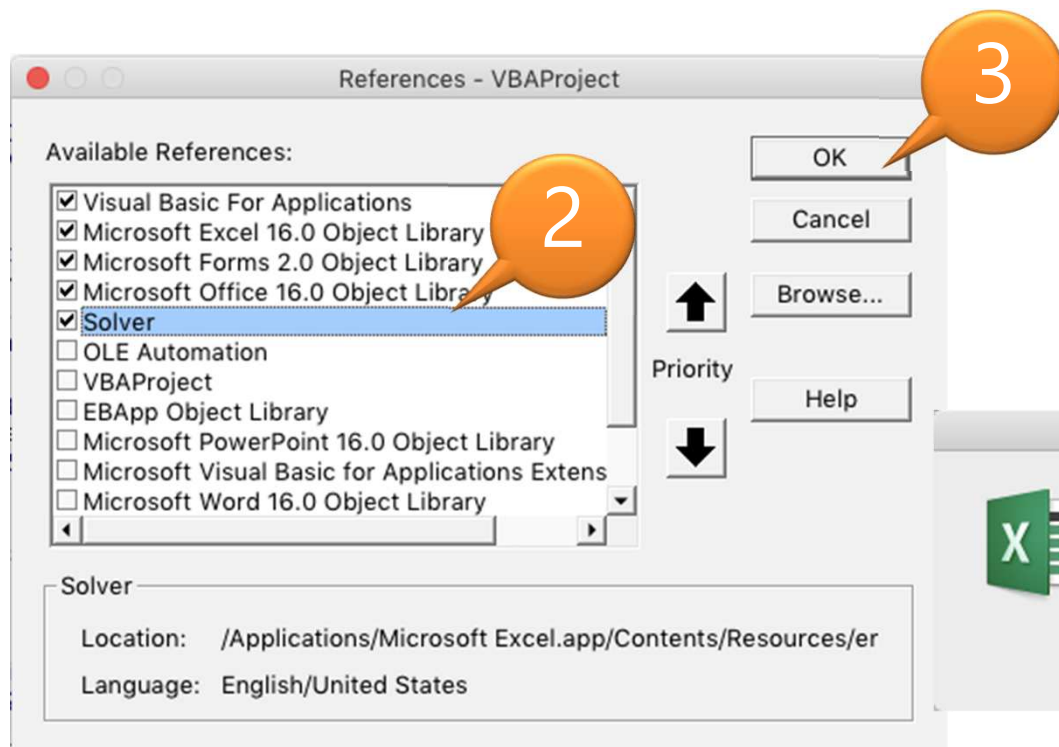 References - VBAProject
3
Available References:
OK
Visual Basic For Applications
2
Microsoft Excel 16.0 Object Library
Cancel
Microsoft Forms 2.0 Object Library
Microsoft Office 16.0 Object Library
Browse...
Solver
OLE Automation
Priority
VBAProject
Help
EBApp Object Library
Microsoft PowerPoint 16.0 Object Library
Microsoft Visual Basic for Applications Extens
Microsoft Word 16.0 Object Library
X
Solver
Location: /Applications/Microsoft Excel.app/Contents/Resources/er
Language: English/United States